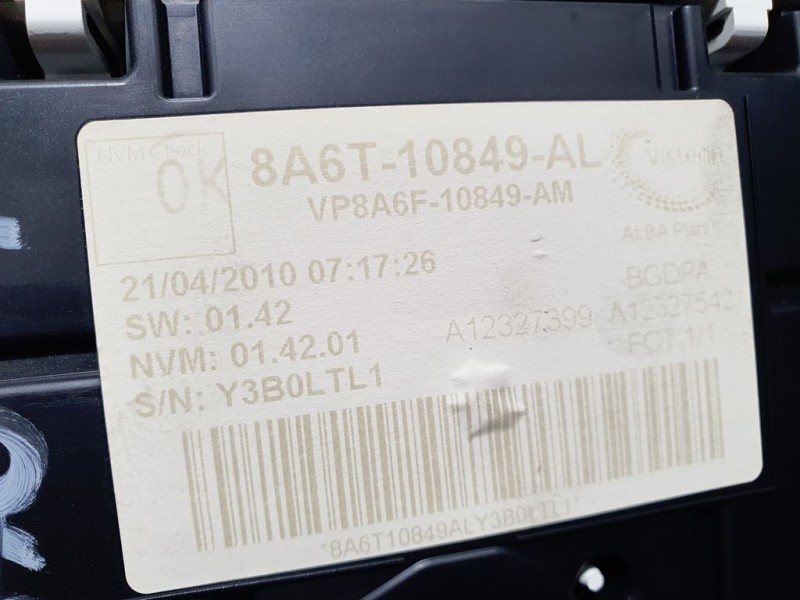 NVM Check
OK
8A6T-10849-AL
VP8A6F-10849-AM
Visteon
ALBA Plant
21/04/2010 07:17:26
SW: 01.42
NVM: 01.42.01
S/N: Y3B0LTL1
A12327399
BGDPA
A12327542
FCT:1/1
*8A6T10849ALY3B0LTL1*